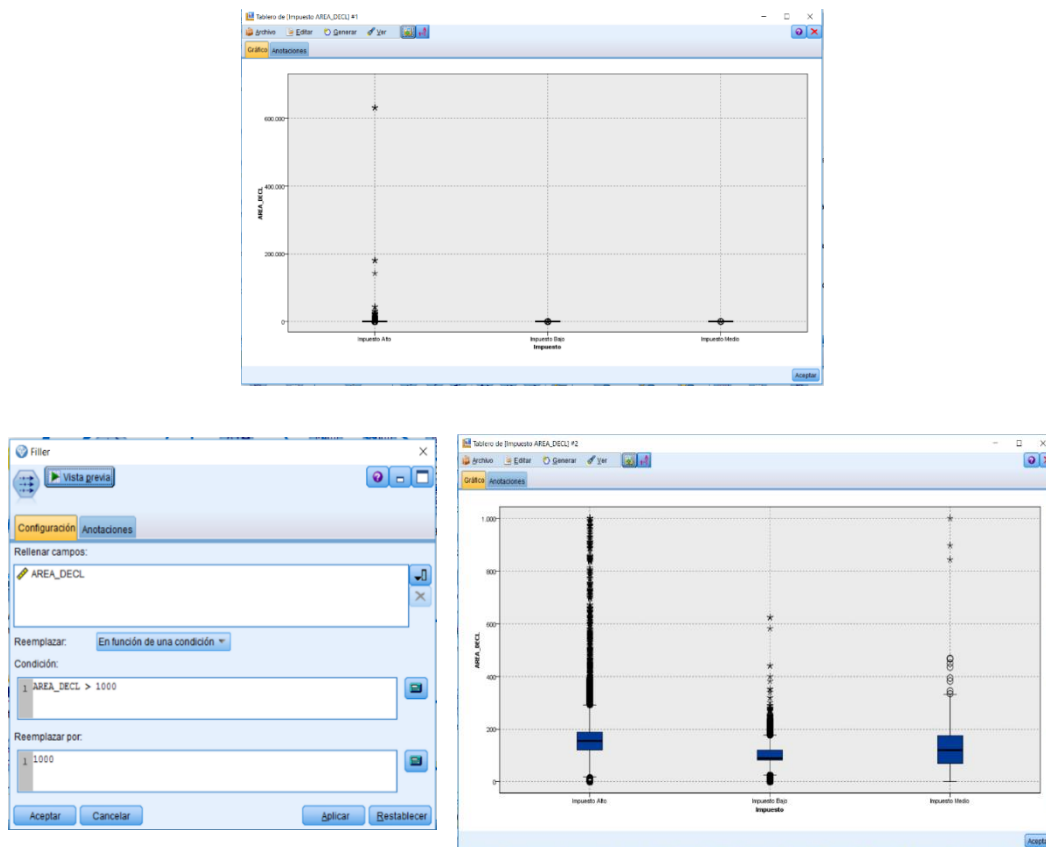 Tablero de [Impuesto AREA_DECL] #1
Archivo Editar Generar Ver
Gráfico Anotaciones
600.000
400.000
200.000
0
AREA_DECL
Impuesto Alto Impuesto Bajo Impuesto Medio
Impuesto
Aceptar
Filler
Vista previa
Configuración Anotaciones
Rellenar campos:
AREA_DECL
Reemplazar: En función de una condición
Condición:
1 AREA_DECL > 1000
Reemplazar por:
1 1000
Aceptar Cancelar Aplicar Restablecer
Tablero de [Impuesto AREA_DECL] #2
Archivo Editar Generar Ver
Gráfico Anotaciones
1.000
800
600
400
200
0
AREA_DECL
Impuesto Alto Impuesto Bajo Impuesto Medio
Impuesto